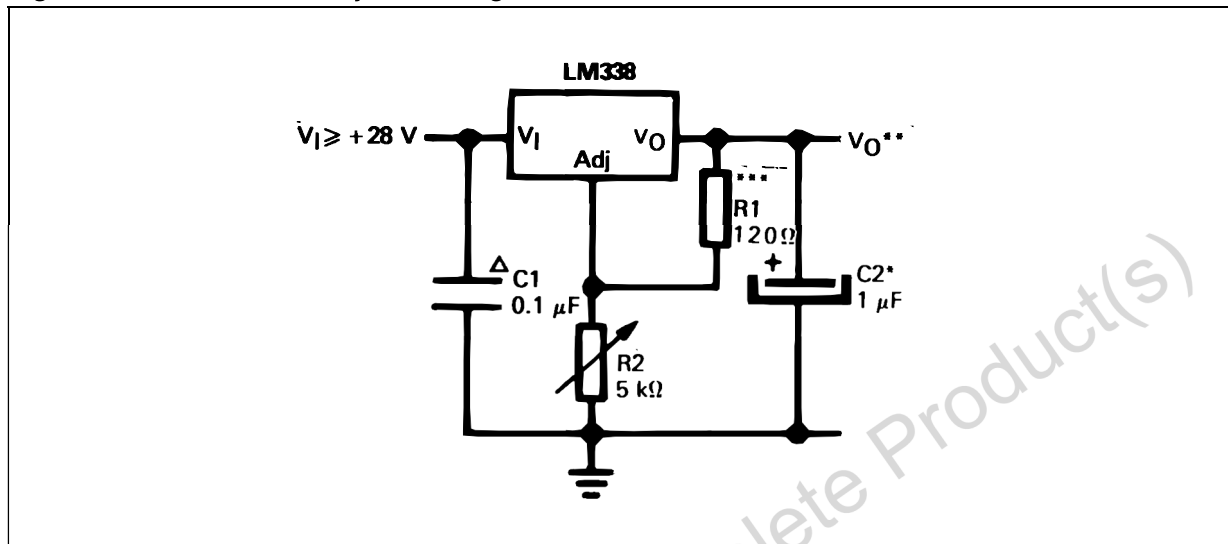 LM338
VI ≥ +28 V
VI
VO
Adj
VO**
***
R1
120Ω
Δ C1
0.1 μF
+
C2*
1 μF
R2
5 kΩ
lete Product(s)